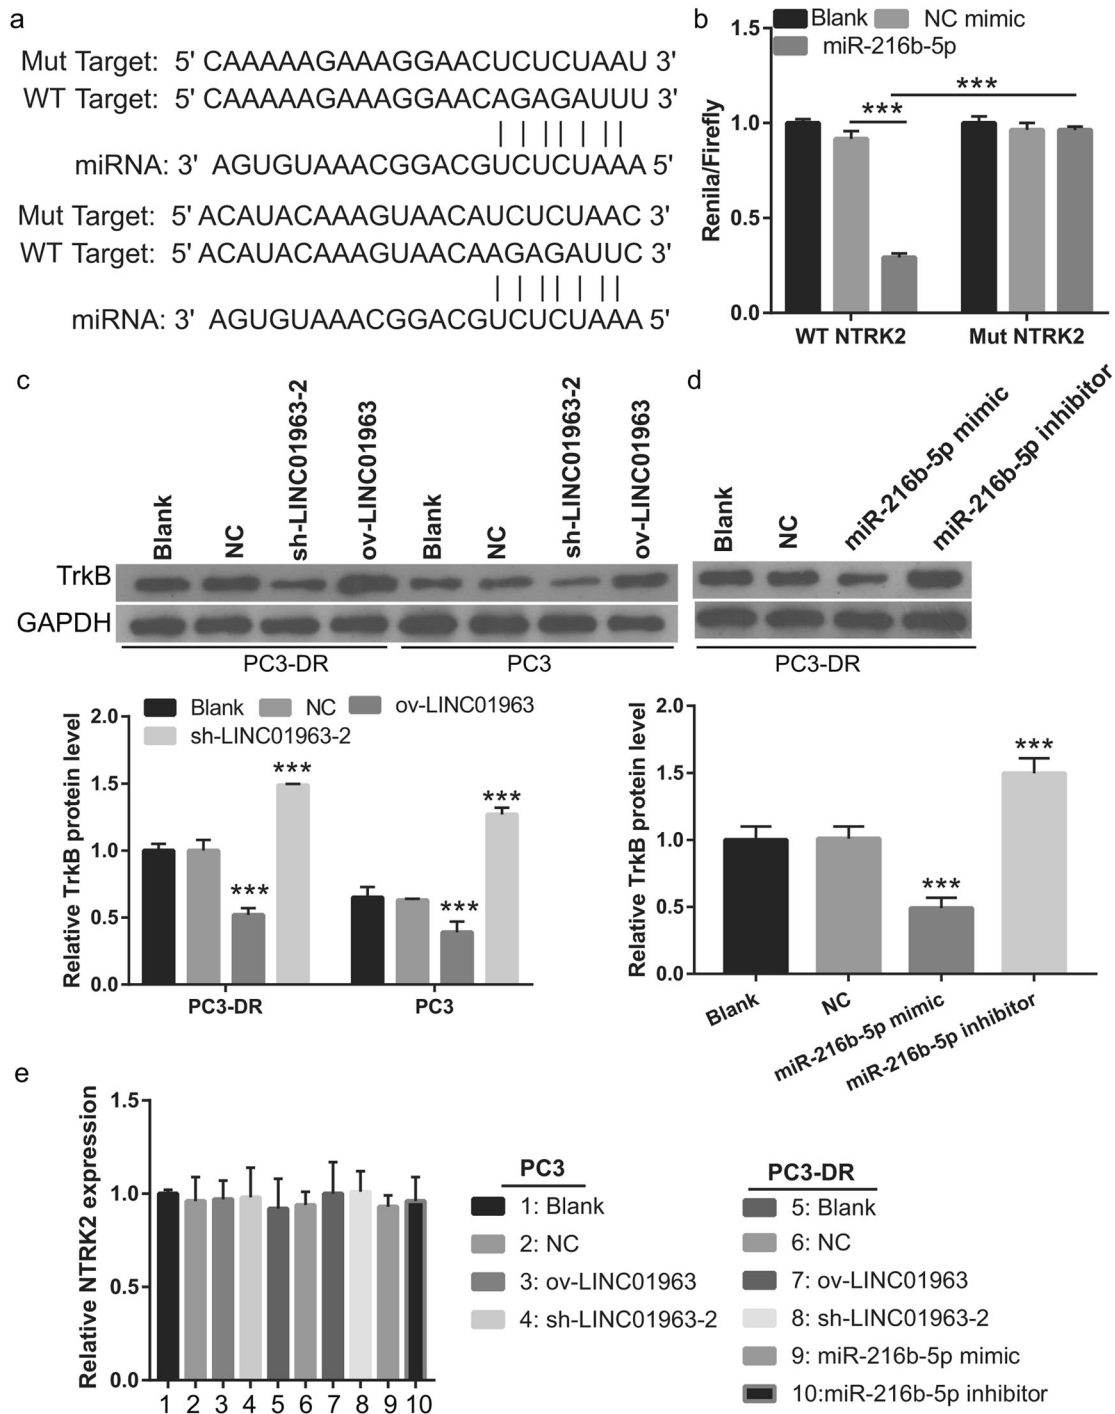 a
Mut Target: 5' CAAAAAGAAAGGAACUCUCUAAU 3'
WT Target: 5' CAAAAAGAAAGGAACAGAGAUUU 3'
miRNA: 3' AGUGUAAACGGACGUCUCUAAA 5'
Mut Target: 5' ACAUACAAAGUAACAUCUCUAAC 3'
WT Target: 5' ACAUACAAAGUAACAAGAGAUUC 3'
miRNA: 3' AGUGUAAACGGACGUCUCUAAA 5'
b
Blank NC mimic
miR-216b-5p
Renila/Firefly
1.5
1.0
0.5
0.0
***
***
WT NTRK2 Mut NTRK2
c
Blank NC sh-LINC01963-2 ov-LINC01963 Blank NC sh-LINC01963-2 ov-LINC01963
TrkB
GAPDH
PC3-DR PC3
Blank NC ov-LINC01963
sh-LINC01963-2
Relative TrkB protein level
2.0
1.5
1.0
0.5
0.0
*** *** *** ***
PC3-DR PC3
d
Blank NC miR-216b-5p mimic miR-216b-5p inhibitor
PC3-DR
Relative TrkB protein level
2.0
1.5
1.0
0.5
0.0
*** ***
Blank NC miR-216b-5p mimic miR-216b-5p inhibitor
e
Relative NTRK2 expression
1.5
1.0
0.5
0.0
1 2 3 4 5 6 7 8 9 10
PC3
1: Blank
2: NC
3: ov-LINC01963
4: sh-LINC01963-2
PC3-DR
5: Blank
6: NC
7: ov-LINC01963
8: sh-LINC01963-2
9: miR-216b-5p mimic
10:miR-216b-5p inhibitor